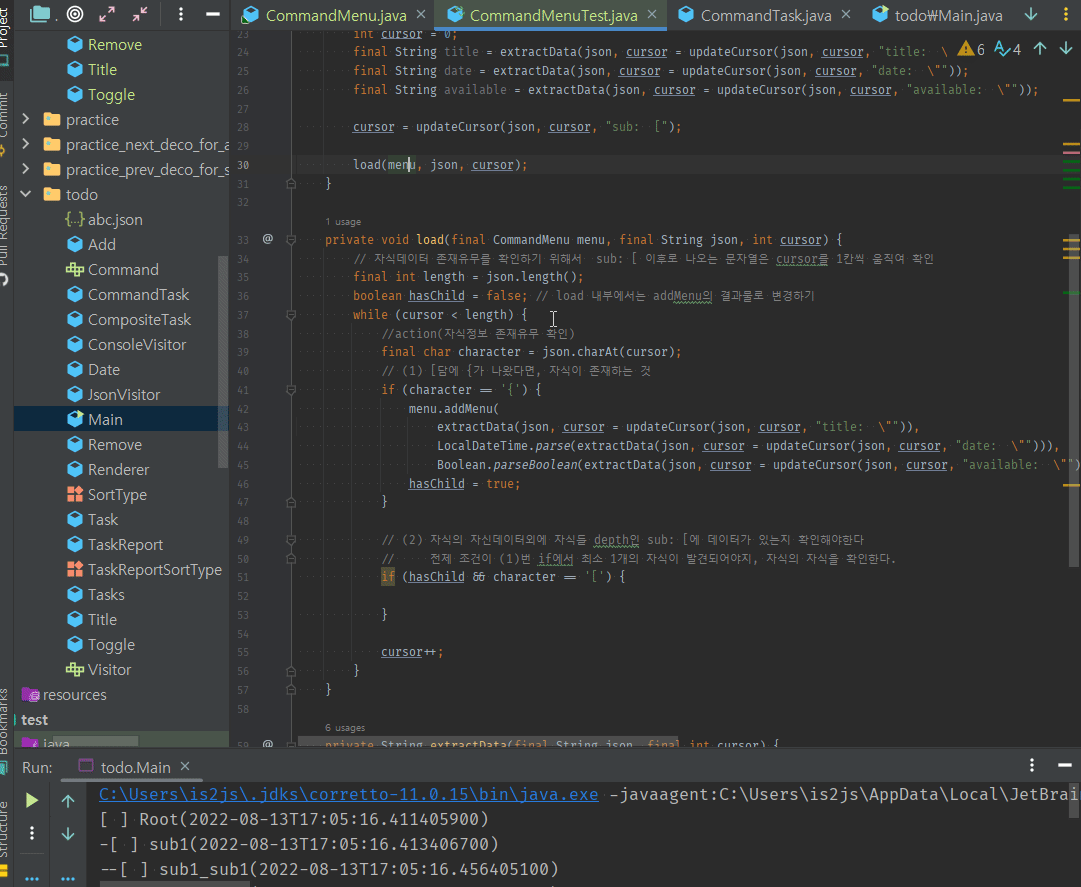 Project
Commit
Pull Requests
Bookmarks
Structure
Remove
Title
Toggle
practice
practice_next_deco_for_a
practice_prev_deco_for_s
todo
abc.json
Add
Command
CommandTask
CompositeTask
ConsoleVisitor
Date
JsonVisitor
Main
Remove
Renderer
SortType
Task
TaskReport
TaskReportSortType
Tasks
Title
Toggle
Visitor
resources
test
java
CommandMenu.java
CommandMenuTest.java
CommandTask.java
todo₩Main.java
6 4
23 int cursor = 0;
24 final String title = extractData(json, cursor = updateCursor(json, cursor, "title: \
25 final String date = extractData(json, cursor = updateCursor(json, cursor, "date: \""));
26 final String available = extractData(json, cursor = updateCursor(json, cursor, "available: \""));
27
28 cursor = updateCursor(json, cursor, "sub: [");
29
30 load(menu, json, cursor);
31 }
32
1 usage
33 @ private void load(final CommandMenu menu, final String json, int cursor) {
34 // 자식데이터 존재유무를 확인하기 위해서 sub: [ 이후로 나오는 문자열은 cursor를 1칸씩 움직여 확인
35 final int length = json.length();
36 boolean hasChild = false; // load 내부에서는 addMenu의 결과물로 변경하기
37 while (cursor < length) {
38 //action(자식정보 존재유무 확인)
39 final char character = json.charAt(cursor);
40 // (1) [담에 {가 나왔다면, 자식이 존재하는 것
41 if (character == '{') {
42 menu.addMenu(
43 extractData(json, cursor = updateCursor(json, cursor, "title: \"")),
44 LocalDateTime.parse(extractData(json, cursor = updateCursor(json, cursor, "date: \""))),
45 Boolean.parseBoolean(extractData(json, cursor = updateCursor(json, cursor, "available: \"")
46 hasChild = true;
47 }
48
49 // (2) 자식의 자신데이터외에 자식들 depth인 sub: [에 데이터가 있는지 확인해야한다
50 // 전제 조건이 (1)번 if에서 최소 1개의 자식이 발견되어야지, 자식의 자식을 확인한다.
51 if (hasChild && character == '[') {
52
53 }
54
55 cursor++;
56 }
57 }
58
6 usages
59 @ private String extractData(final String json, final int cursor) {
Run: todo.Main
C:\Users\is2js\.jdks\corretto-11.0.15\bin\java.exe -javaagent:C:\Users\is2js\AppData\Local\JetBrai
[ ] Root(2022-08-13T17:05:16.411405900)
-[ ] sub1(2022-08-13T17:05:16.413406700)
--[ ] sub1_sub1(2022-08-13T17:05:16.456405100)